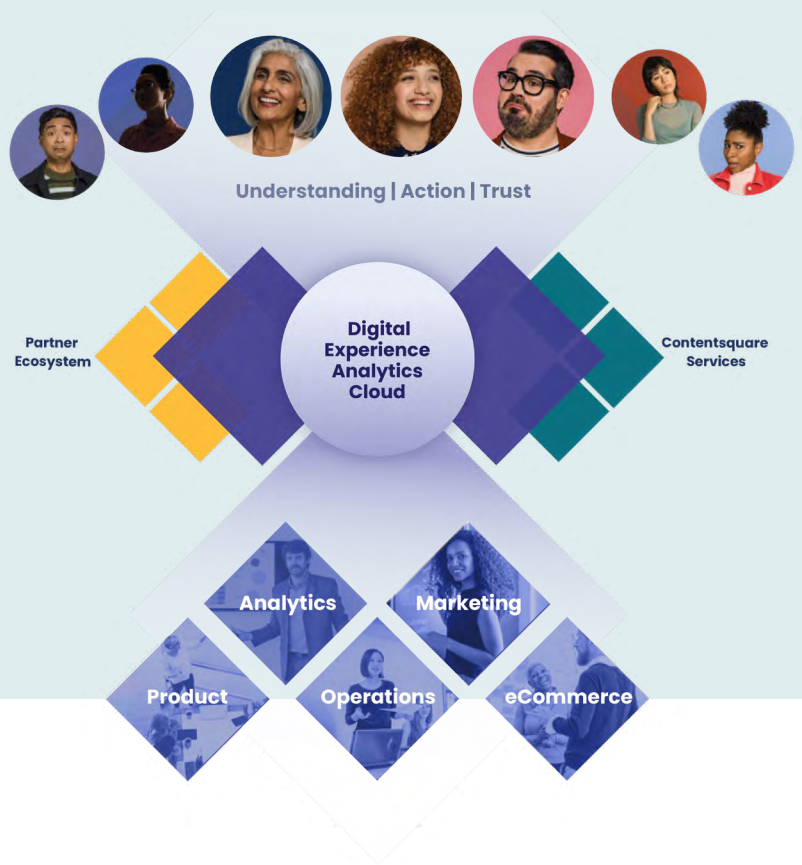 Understanding | Action | Trust
Partner
Ecosystem
Digital
Experience
Analytics
Cloud
Contentsquare
Services
Analytics
Marketing
Product
Operations
eCommerce